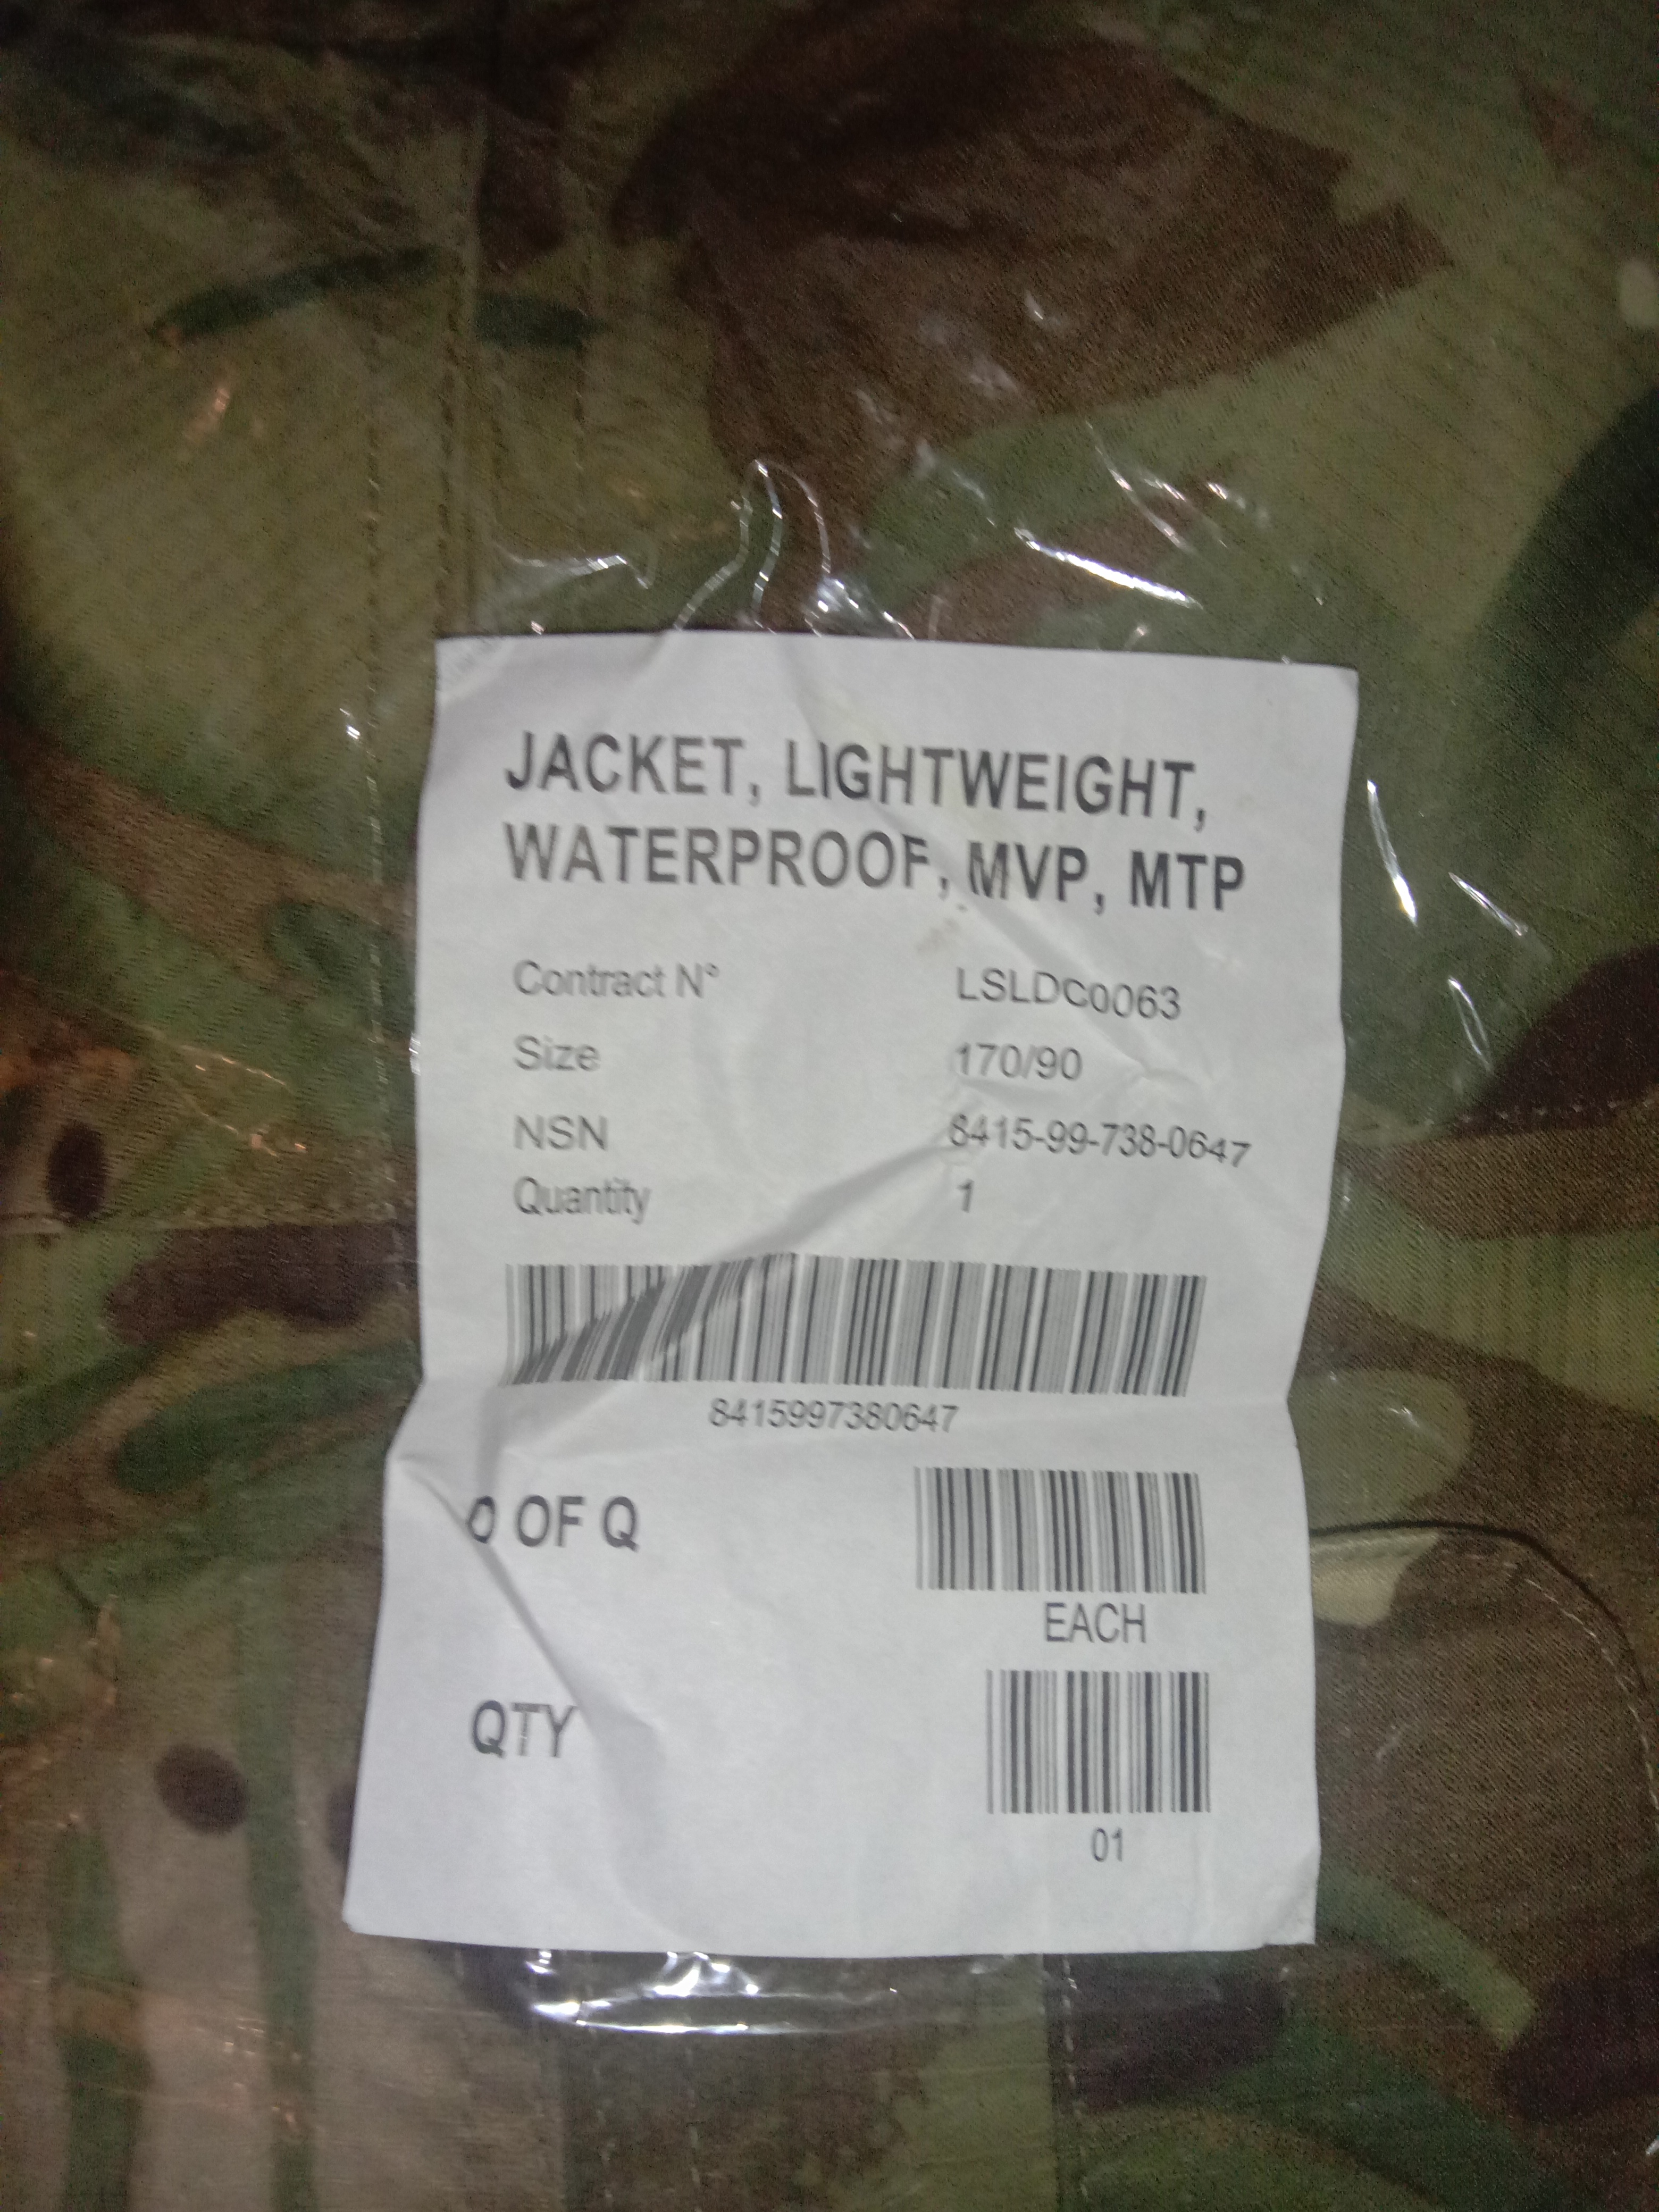 JACKET, LIGHTWEIGHT,
WATERPROOF, MVP, MTP
Contract N° LSLDC0063
Size 170/90
NSN 8415-99-738-0647
Quantity 1
8415997380647
D OF Q
EACH
QTY
01